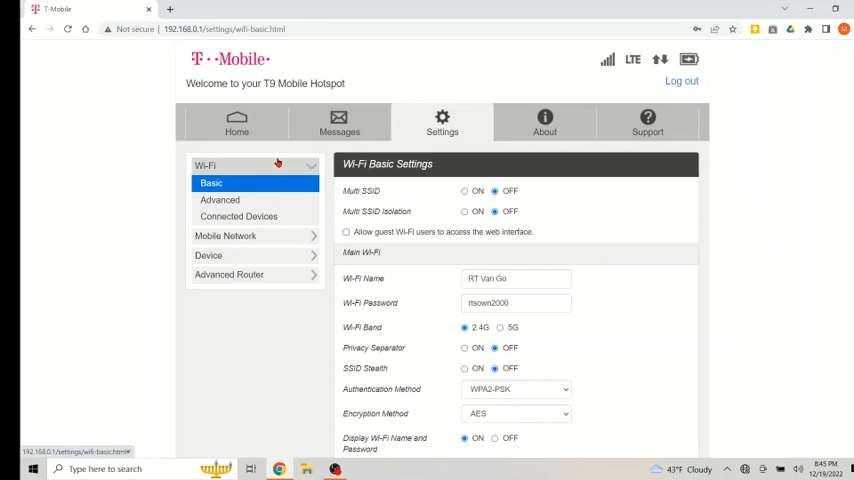 T-Mobile
Not secure 192.168.0.1/settings/wifi-basic.html
M
T··Mobile·
LTE
Welcome to your T9 Mobile Hotspot
Log out
Home
Messages
Settings
About
Support
Wi-Fi
Basic
Advanced
Connected Devices
Mobile Network
Device
Advanced Router
Wi-Fi Basic Settings
Multi SSID ON OFF
Multi SSID Isolation ON OFF
Allow guest Wi-Fi users to access the web interface.
Main Wi-Fi
Wi-Fi Name RT Van Go
Wi-Fi Password rtsown2000
Wi-Fi Band 2.4G 5G
Privacy Separator ON OFF
SSID Stealth ON OFF
Authentication Method WPA2-PSK
Encryption Method AES
Display Wi-Fi Name and Password ON OFF
192.168.0.1/settings/wifi-basic.html#
Type here to search
43°F Cloudy
8:45 PM
12/19/2022